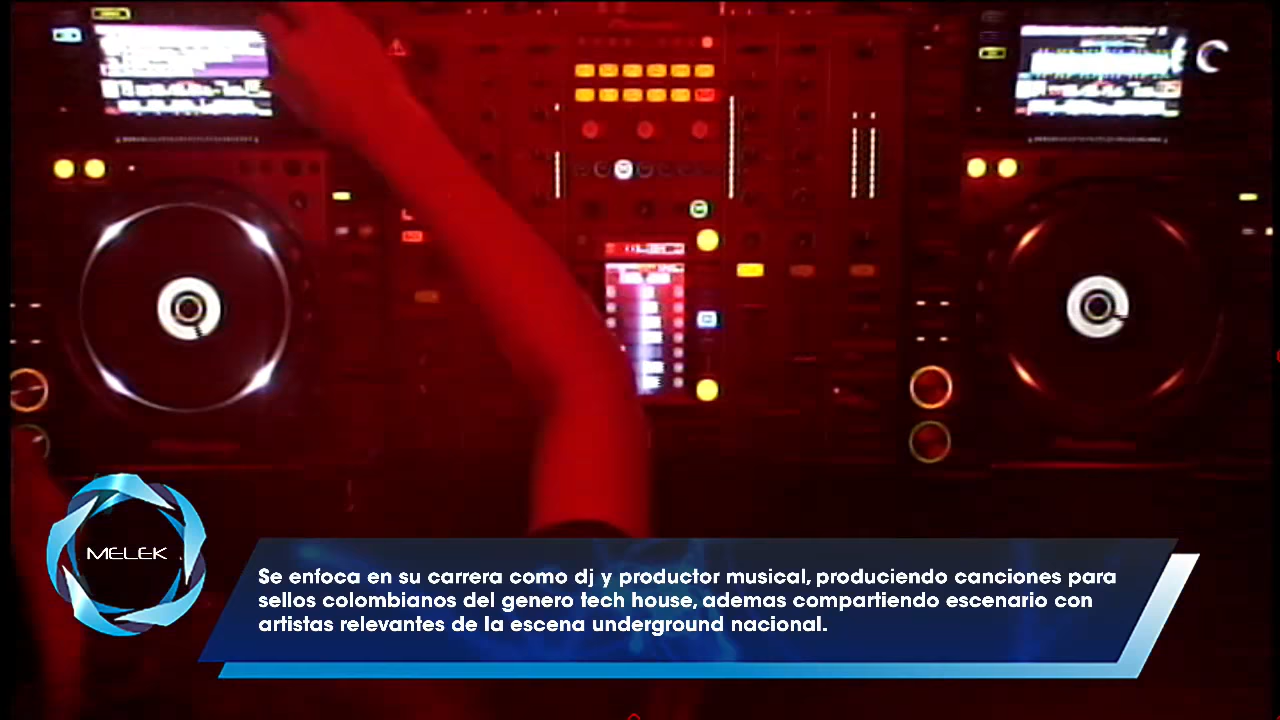 MELEK
Se enfoca en su carrera como dj y productor musical, produciendo canciones para
sellos colombianos del genero tech house, ademas compartiendo escenario con
artistas relevantes de la escena underground nacional.